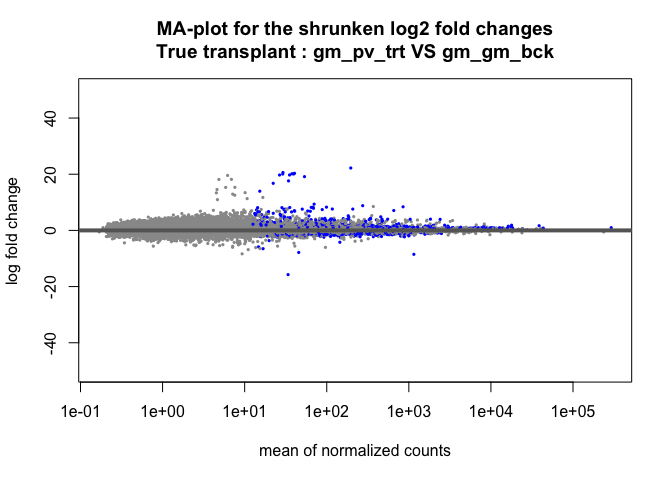 MA-plot for the shrunken log2 fold changes
True transplant : gm_pv_trt VS gm_gm_bck
40
20
0
-20
-40
log fold change
1e-01 1e+00 1e+01 1e+02 1e+03 1e+04 1e+05
mean of normalized counts